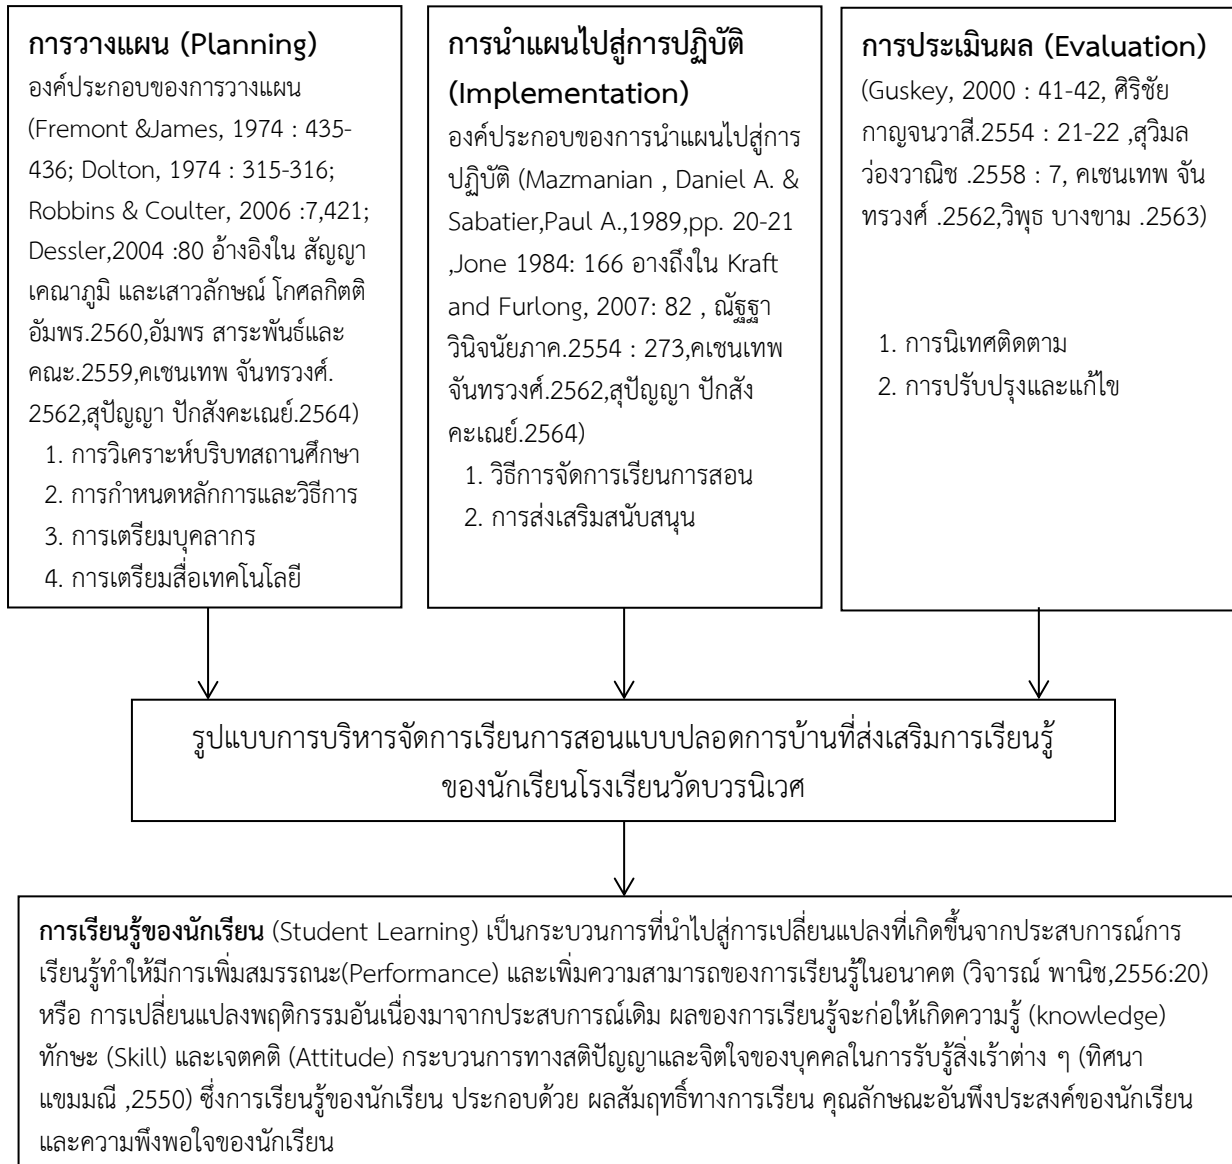 การวางแผน (Planning)
องค์ประกอบของการวางแผน
(Fremont &James, 1974 : 435-
436; Dolton, 1974 : 315-316;
Robbins & Coulter, 2006 :7,421;
Dessler,2004 :80 อ้างอิงใน สัญญา
เคณาภูมิ และเสาวลักษณ์ โกศลกิตติ
อัมพร.2560,อัมพร สาระพันธ์และ
คณะ.2559,คเชนเทพ จันทรวงศ์.
2562,สุปัญญา ปักสังคะเณย์.2564)
1. การวิเคราะห์บริบทสถานศึกษา
2. การกำหนดหลักการและวิธีการ
3. การเตรียมบุคลากร
4. การเตรียมสื่อเทคโนโลยี
การนำแผนไปสู่การปฏิบัติ
(Implementation)
องค์ประกอบของการนำแผนไปสู่การ
ปฏิบัติ (Mazmanian , Daniel A. &
Sabatier,Paul A.,1989,pp. 20-21
,Jone 1984: 166 อางถึงใน Kraft
and Furlong, 2007: 82 , ณัฐฐา
วินิจนัยภาค.2554 : 273,คเชนเทพ
จันทรวงศ์.2562,สุปัญญา ปักสัง
คะเณย์.2564)
1. วิธีการจัดการเรียนการสอน
2. การส่งเสริมสนับสนุน
การประเมินผล (Evaluation)
(Guskey, 2000 : 41-42, ศิริชัย
กาญจนวาสี.2554 : 21-22 ,สุวิมล
ว่องวาณิช .2558 : 7, คเชนเทพ จัน
ทรวงศ์ .2562,วิพุธ บางขาม .2563)
1. การนิเทศติดตาม
2. การปรับปรุงและแก้ไข
รูปแบบการบริหารจัดการเรียนการสอนแบบปลอดการบ้านที่ส่งเสริมการเรียนรู้
ของนักเรียนโรงเรียนวัดบวรนิเวศ
การเรียนรู้ของนักเรียน (Student Learning) เป็นกระบวนการที่นำไปสู่การเปลี่ยนแปลงที่เกิดขึ้นจากประสบการณ์การ
เรียนรู้ทำให้มีการเพิ่มสมรรถนะ(Performance) และเพิ่มความสามารถของการเรียนรู้ในอนาคต (วิจารณ์ พานิช,2556:20)
หรือ การเปลี่ยนแปลงพฤติกรรมอันเนื่องมาจากประสบการณ์เดิม ผลของการเรียนรู้จะก่อให้เกิดความรู้ (knowledge)
ทักษะ (Skill) และเจตคติ (Attitude) กระบวนการทางสติปัญญาและจิตใจของบุคคลในการรับรู้สิ่งเร้าต่าง ๆ (ทิศนา
แขมมณี ,2550) ซึ่งการเรียนรู้ของนักเรียน ประกอบด้วย ผลสัมฤทธิ์ทางการเรียน คุณลักษณะอันพึงประสงค์ของนักเรียน
และความพึงพอใจของนักเรียน